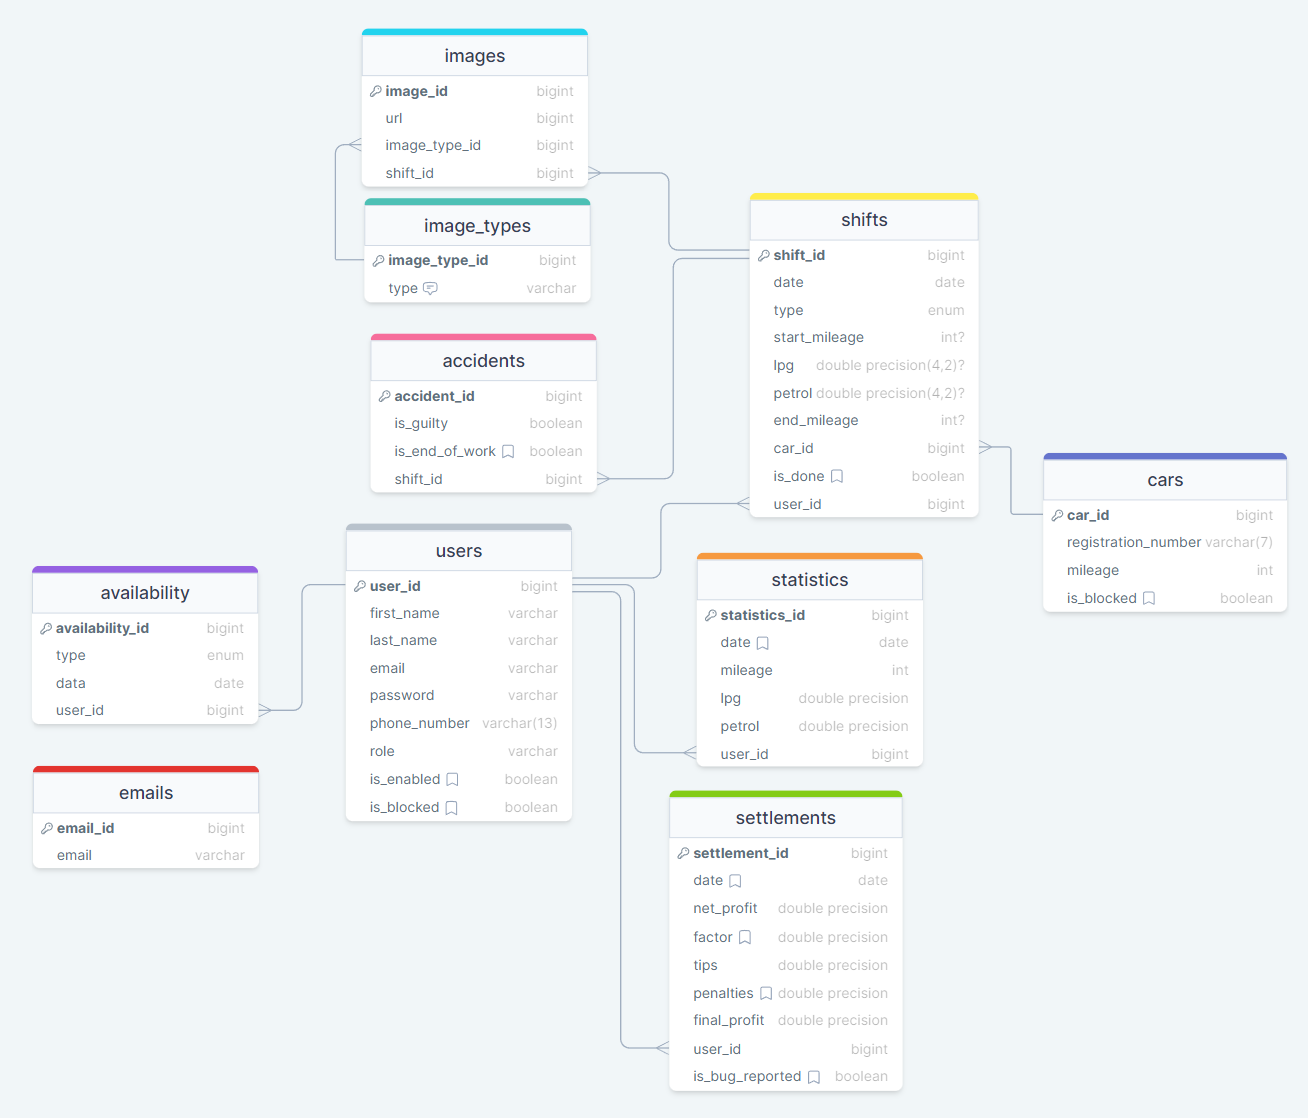 images
image_id bigint
url bigint
image_type_id bigint
shift_id bigint
image_types
image_type_id bigint
type varchar
accidents
accident_id bigint
is_guilty boolean
is_end_of_work boolean
shift_id bigint
shifts
shift_id bigint
date date
type enum
start_mileage int?
lpg double precision(4,2)?
petrol double precision(4,2)?
end_mileage int?
car_id bigint
is_done boolean
user_id bigint
cars
car_id bigint
registration_number varchar(7)
mileage int
is_blocked boolean
users
user_id bigint
first_name varchar
last_name varchar
email varchar
password varchar
phone_number varchar(13)
role varchar
is_enabled boolean
is_blocked boolean
availability
availability_id bigint
type enum
data date
user_id bigint
emails
email_id bigint
email varchar
statistics
statistics_id bigint
date date
mileage int
lpg double precision
petrol double precision
user_id bigint
settlements
settlement_id bigint
date date
net_profit double precision
factor double precision
tips double precision
penalties double precision
final_profit double precision
user_id bigint
is_bug_reported boolean